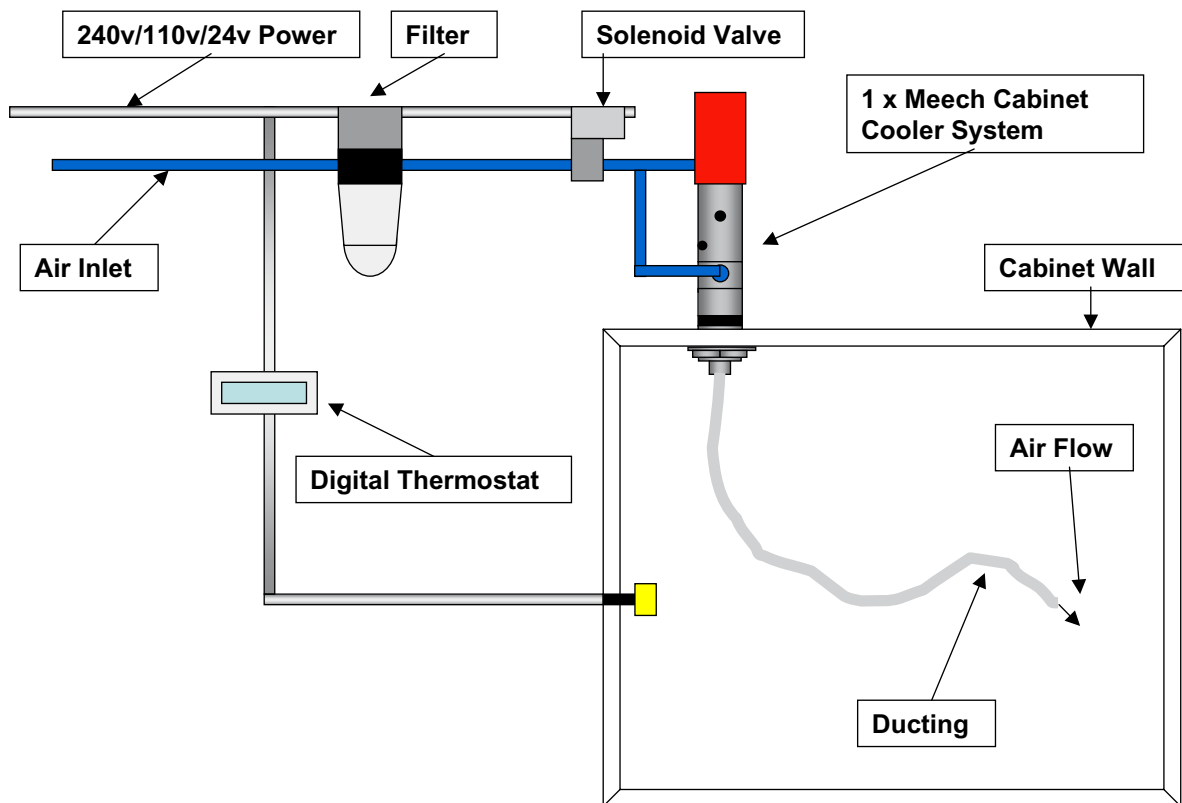 240v/110v/24v Power
Filter
Solenoid Valve
1 x Meech Cabinet
Cooler System
Air Inlet
Cabinet Wall
Digital Thermostat
Air Flow
Ducting